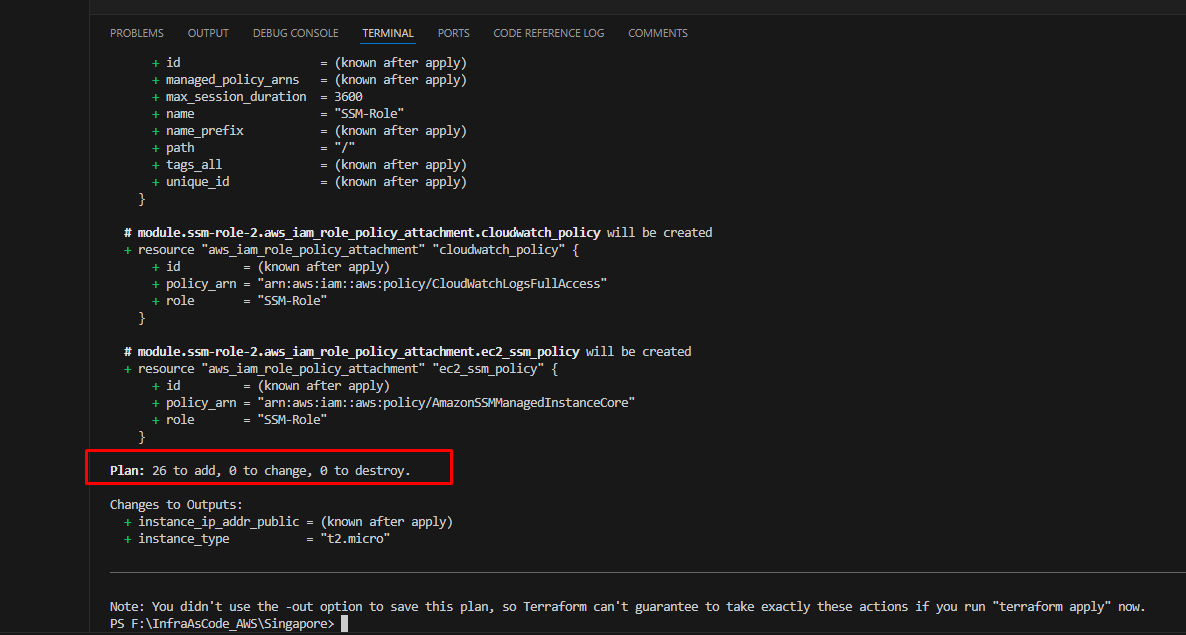 PROBLEMS OUTPUT DEBUG CONSOLE TERMINAL PORTS CODE REFERENCE LOG COMMENTS
+ id = (known after apply)
+ managed_policy_arns = (known after apply)
+ max_session_duration = 3600
+ name = "SSM-Role"
+ name_prefix = (known after apply)
+ path = "/"
+ tags_all = (known after apply)
+ unique_id = (known after apply)
}
# module.ssm-role-2.aws_iam_role_policy_attachment.cloudwatch_policy will be created
+ resource "aws_iam_role_policy_attachment" "cloudwatch_policy" {
+ id = (known after apply)
+ policy_arn = "arn:aws:iam::aws:policy/CloudWatchLogsFullAccess"
+ role = "SSM-Role"
}
# module.ssm-role-2.aws_iam_role_policy_attachment.ec2_ssm_policy will be created
+ resource "aws_iam_role_policy_attachment" "ec2_ssm_policy" {
+ id = (known after apply)
+ policy_arn = "arn:aws:iam::aws:policy/AmazonSSMManagedInstanceCore"
+ role = "SSM-Role"
}
Plan: 26 to add, 0 to change, 0 to destroy.
Changes to Outputs:
+ instance_ip_addr_public = (known after apply)
+ instance_type = "t2.micro"
Note: You didn't use the -out option to save this plan, so Terraform can't guarantee to take exactly these actions if you run "terraform apply" now.
PS F:\InfraAsCode_AWS\Singapore>